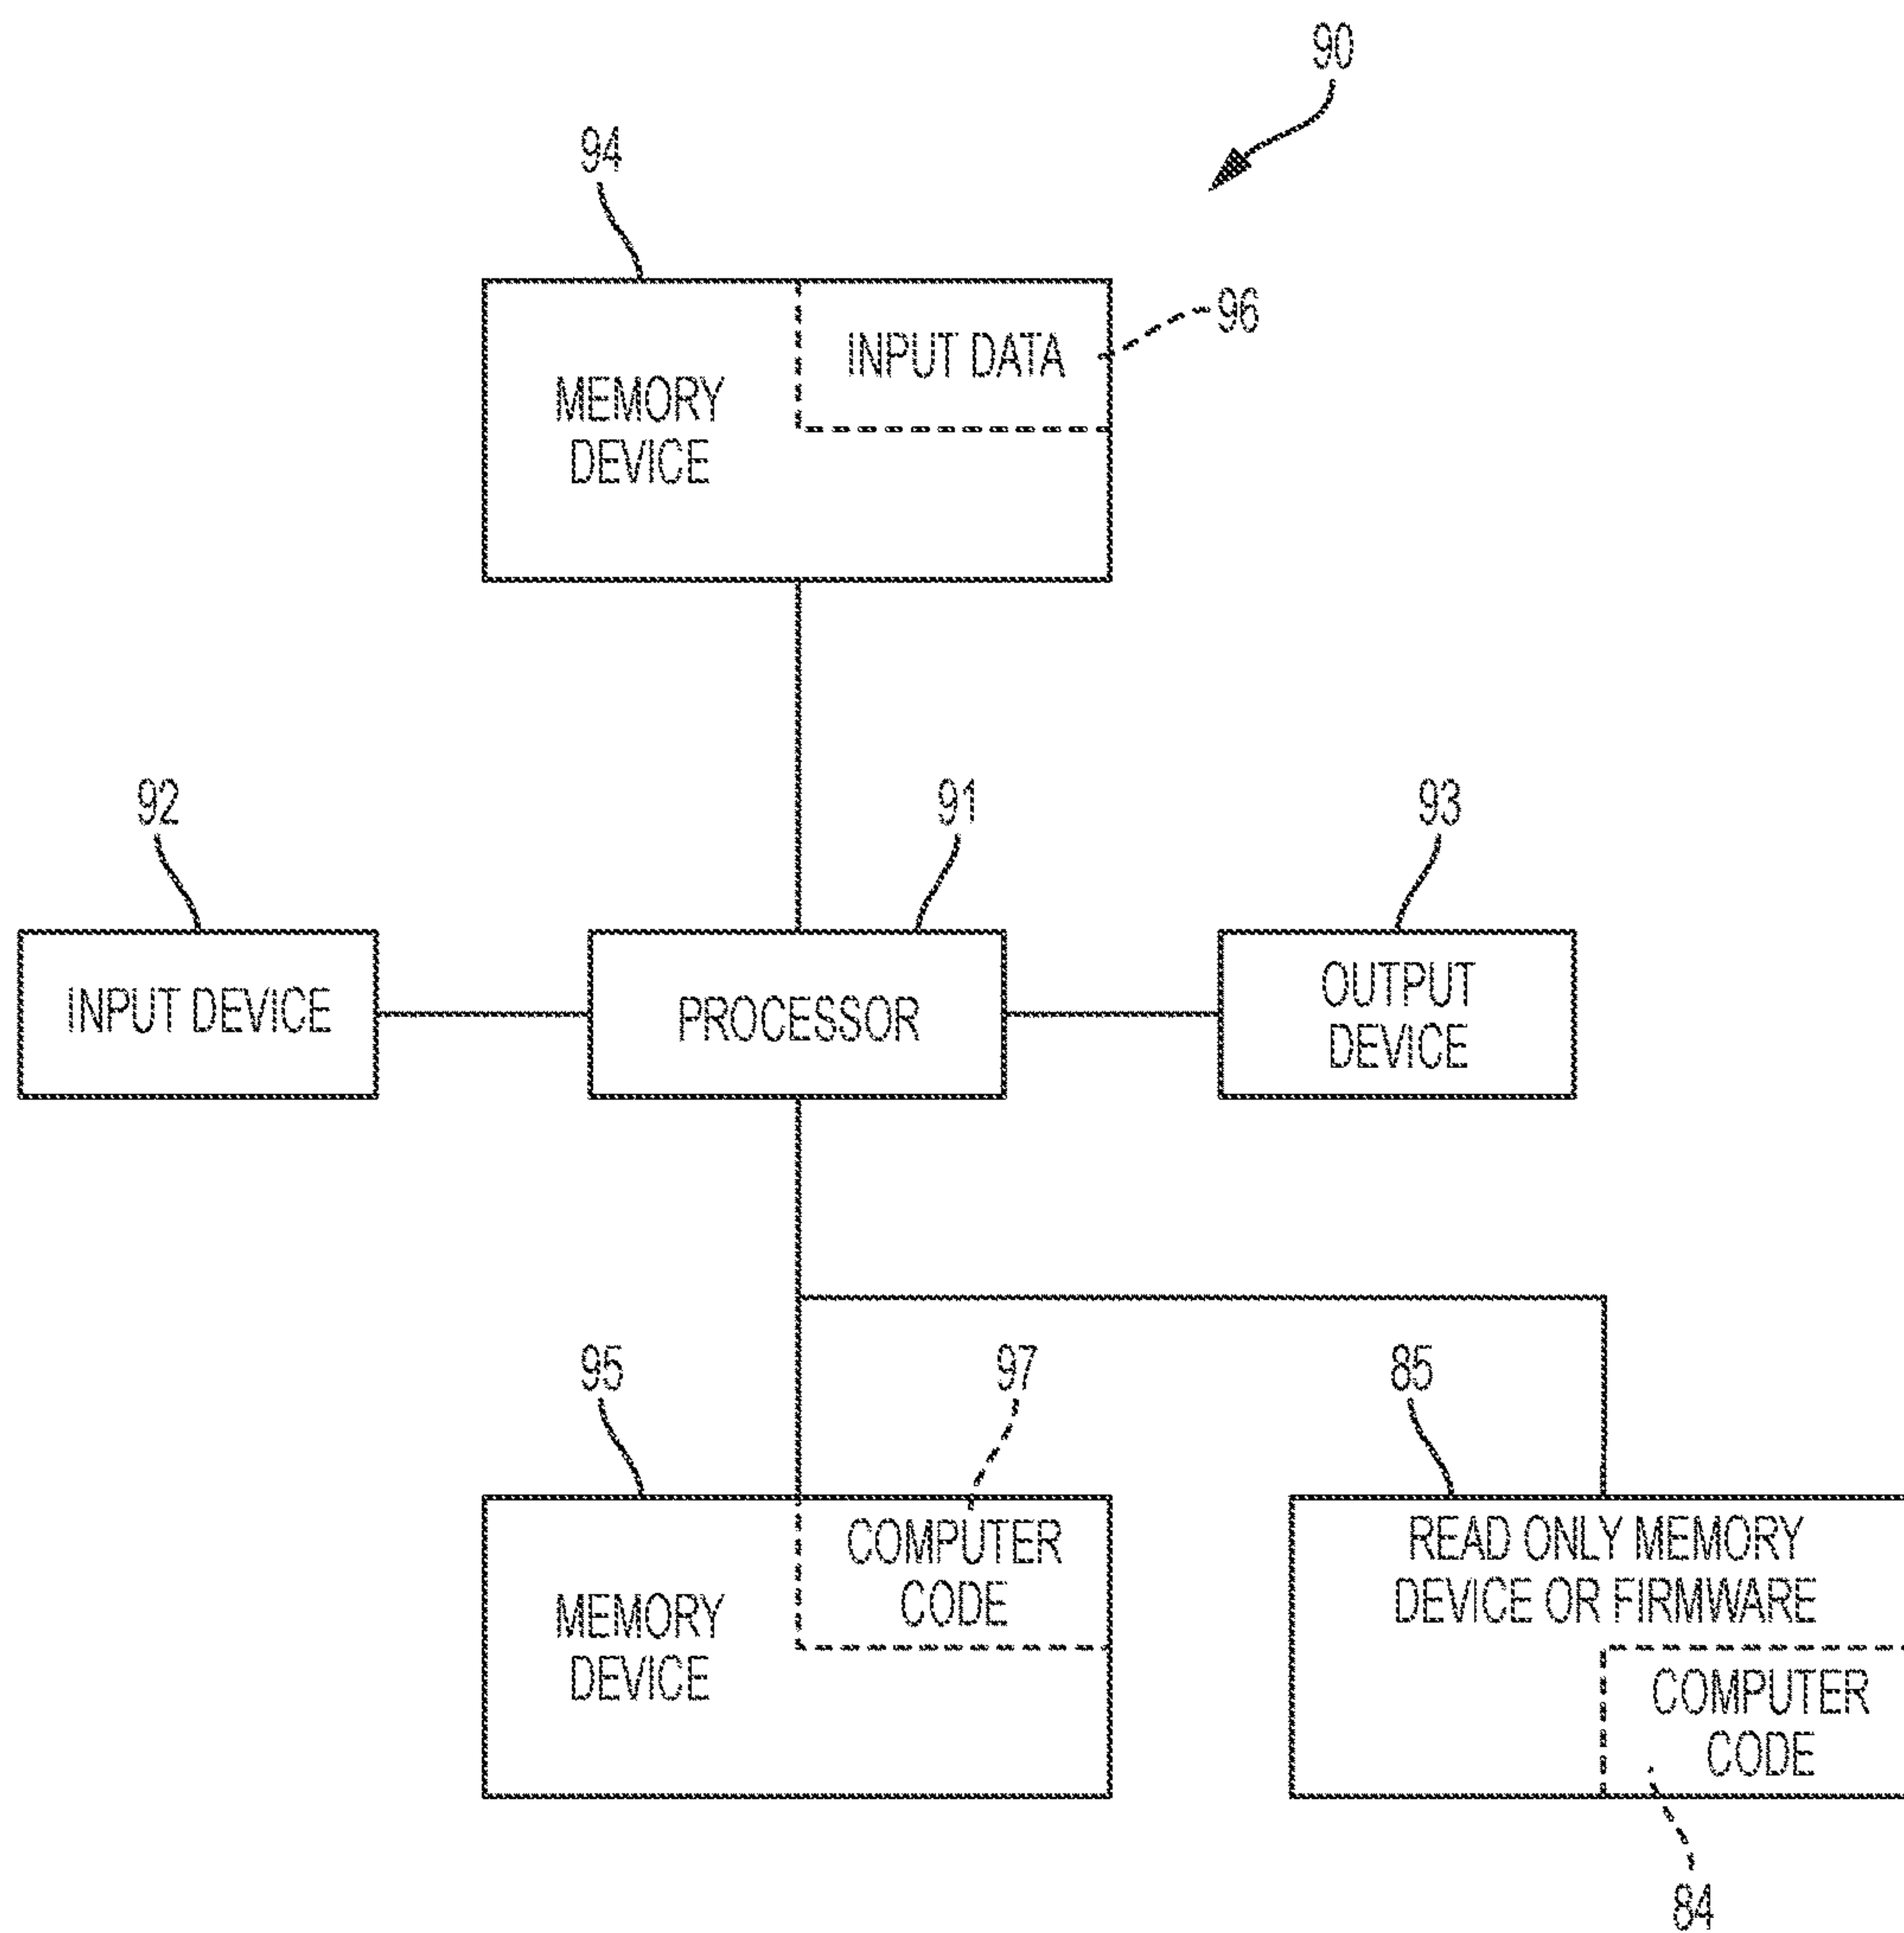 90
94
INPUT DATA
96
MEMORY
DEVICE
92
91
93
INPUT DEVICE
PROCESSOR
OUTPUT
DEVICE
95
97
85
COMPUTER
CODE
MEMORY
DEVICE
READ ONLY MEMORY
DEVICE OR FIRMWARE
COMPUTER
CODE
84